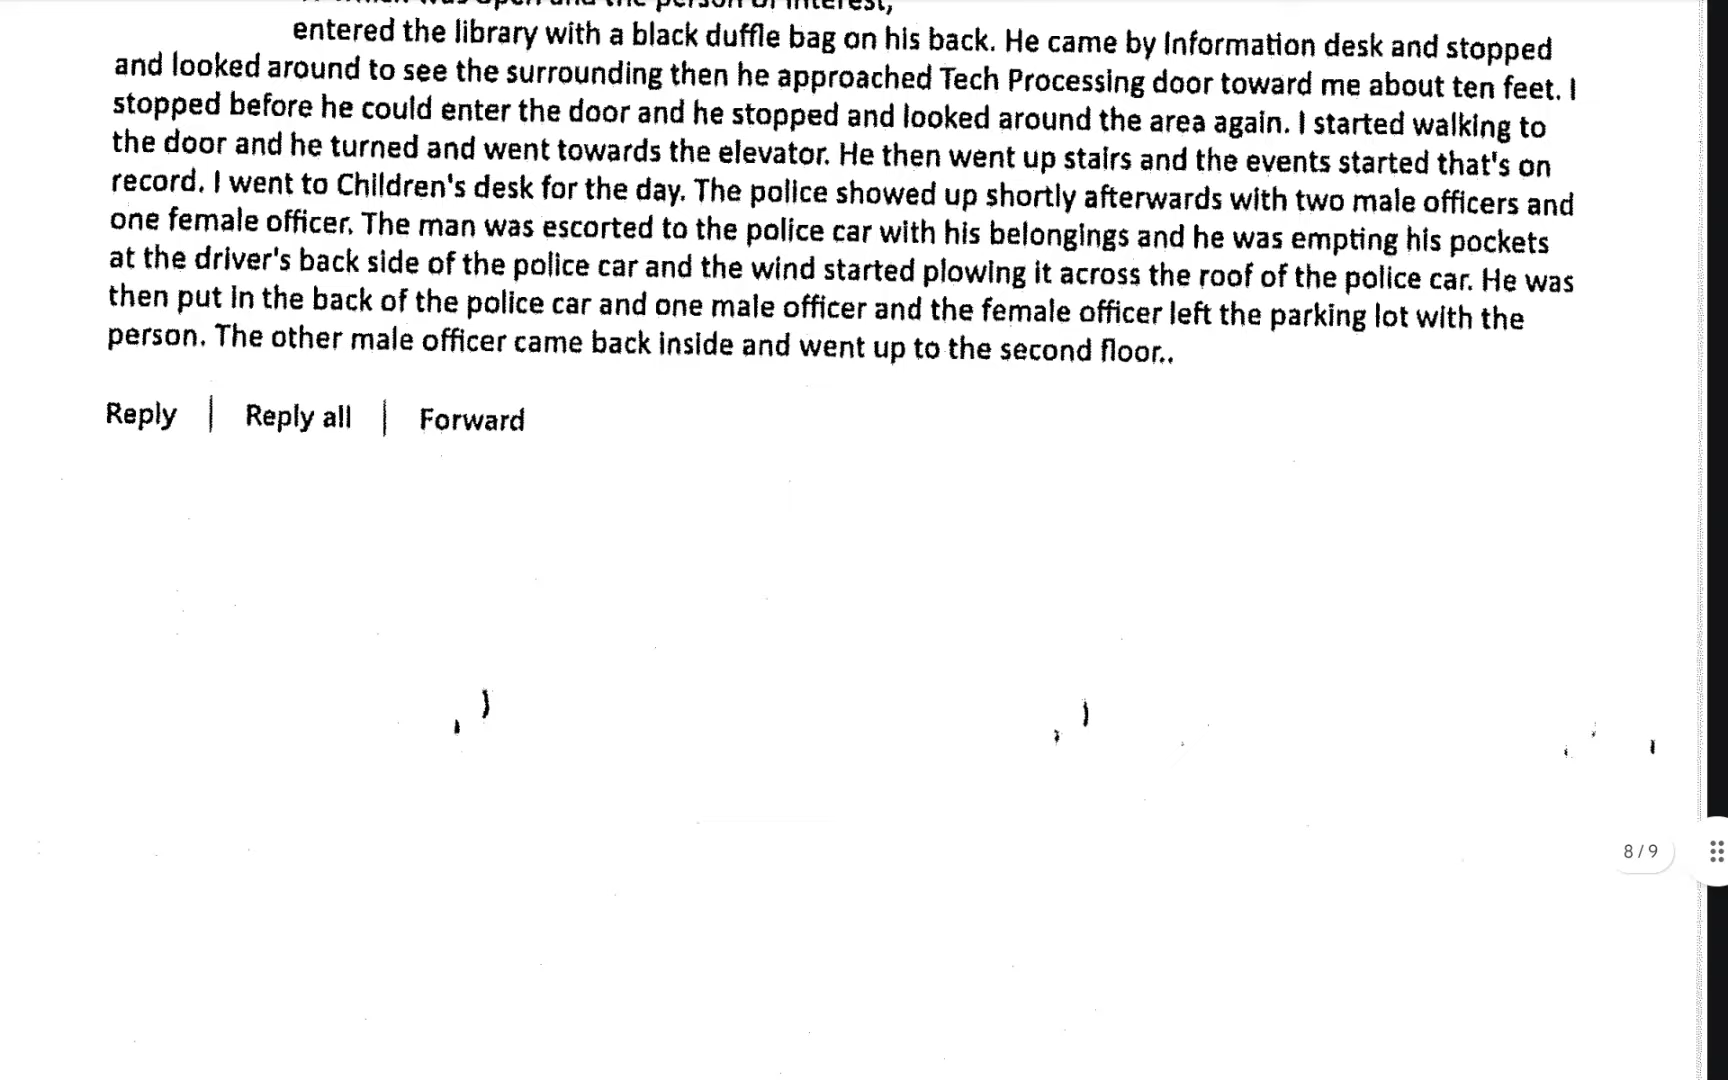 person of interest,
entered the library with a black duffle bag on his back. He came by Information desk and stopped
and looked around to see the surrounding then he approached Tech Processing door toward me about ten feet. I
stopped before he could enter the door and he stopped and looked around the area again. I started walking to
the door and he turned and went towards the elevator. He then went up stairs and the events started that's on
record. I went to Children's desk for the day. The police showed up shortly afterwards with two male officers and
one female officer. The man was escorted to the police car with his belongings and he was empting his pockets
at the driver's back side of the police car and the wind started plowing it across the roof of the police car. He was
then put in the back of the police car and one male officer and the female officer left the parking lot with the
person. The other male officer came back inside and went up to the second floor..
Reply | Reply all | Forward
8 / 9